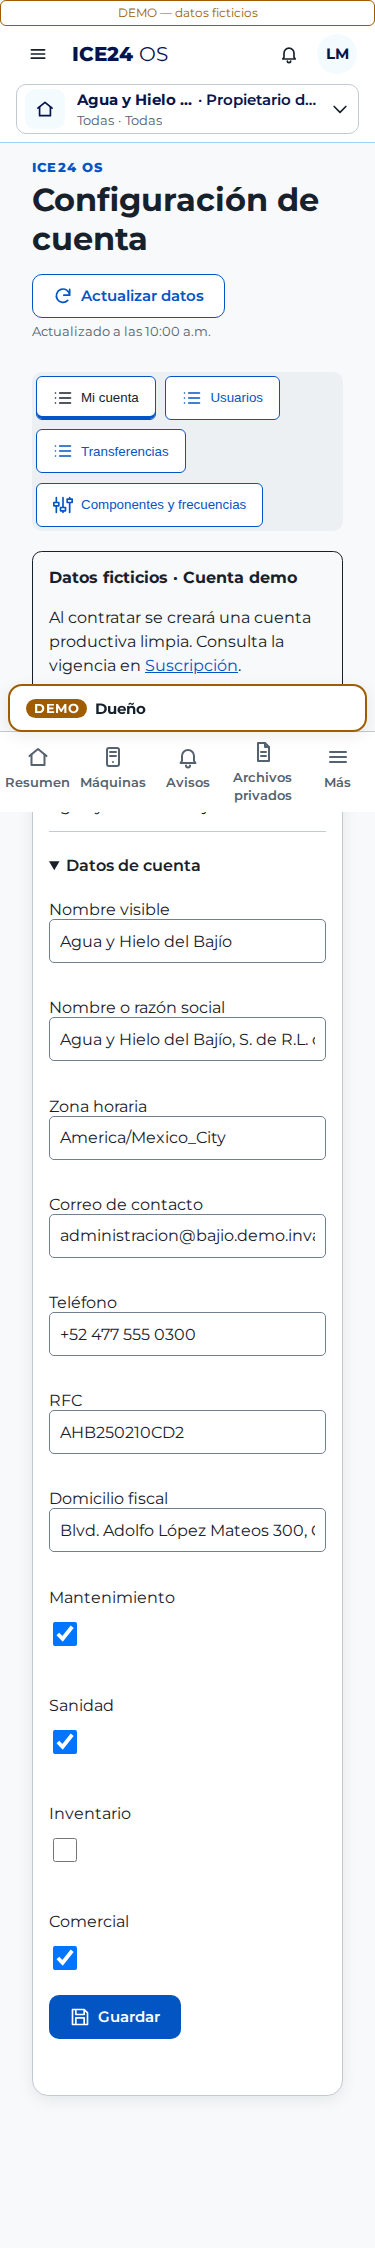 DEMO — datos ficticios
ICE24 OS
LM
Agua y Hielo ... · Propietario d...
Todas · Todas
ICE24 OS
Configuración de
cuenta
Actualizar datos
Actualizado a las 10:00 a.m.
Mi cuenta
Usuarios
Transferencias
Componentes y frecuencias
Datos ficticios · Cuenta demo
Al contratar se creará una cuenta
productiva limpia. Consulta la
vigencia en Suscripción.
DEMO Dueño
Resumen
Máquinas
Avisos
Archivos
privados
Más
Datos de cuenta
Nombre visible
Agua y Hielo del Bajío
Nombre o razón social
Agua y Hielo del Bajío, S. de R.L.
Zona horaria
America/Mexico_City
Correo de contacto
administracion@bajio.demo.inva
Teléfono
+52 477 555 0300
RFC
AHB250210CD2
Domicilio fiscal
Blvd. Adolfo López Mateos 300,
Mantenimiento
Sanidad
Inventario
Comercial
Guardar